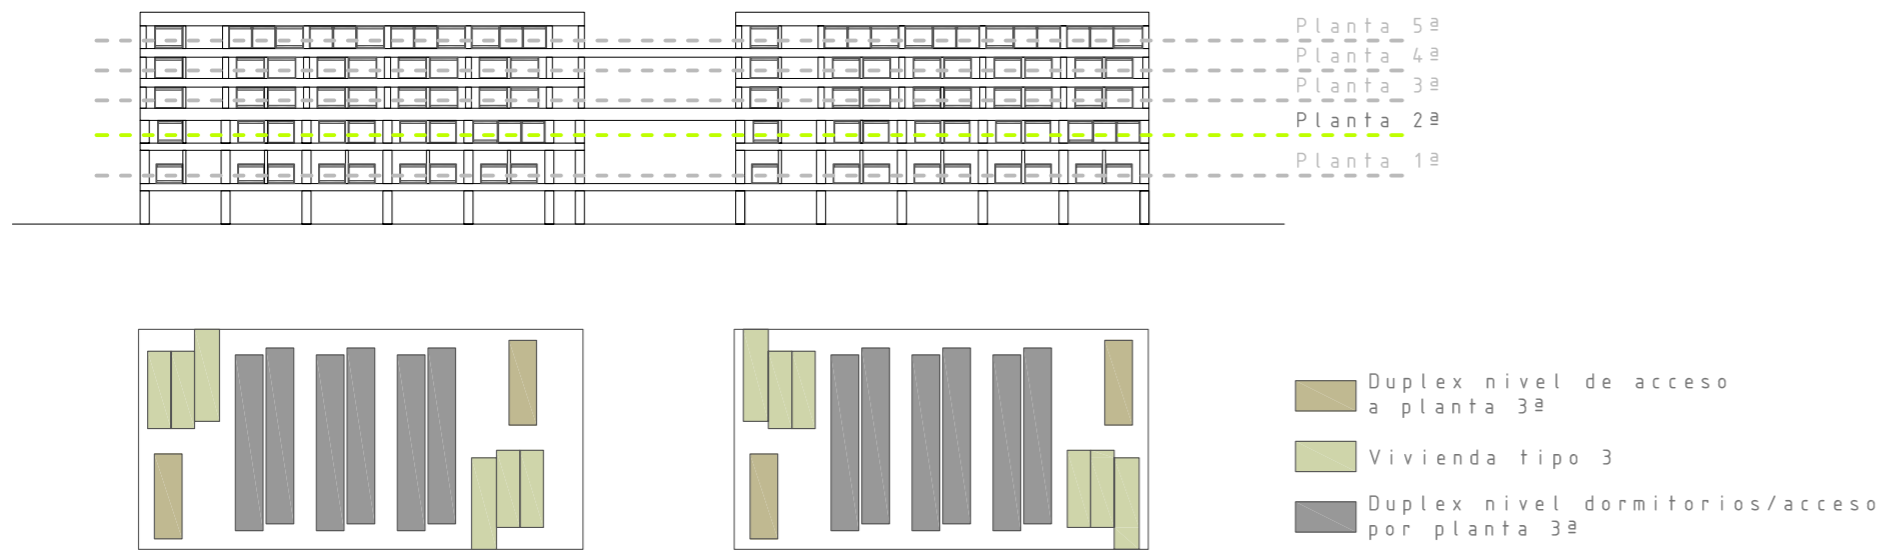 Planta 5ª
Planta 4ª
Planta 3ª
Planta 2ª
Planta 1ª
Duplex nivel de acceso
a planta 3ª
Vivienda tipo 3
Duplex nivel dormitorios/acceso
por planta 3ª